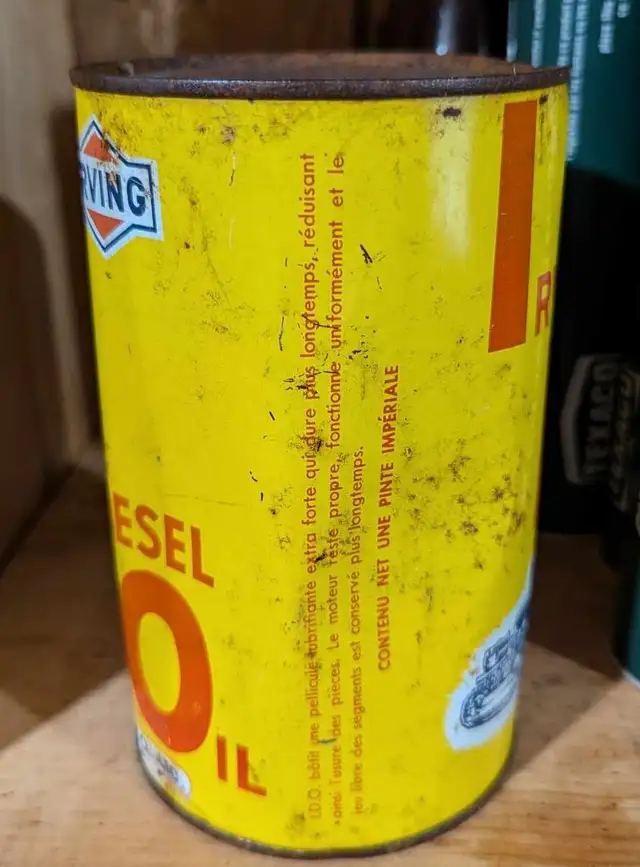 RVING
ESEL
OIL
I.D.O. bâtit une pellicule lubrifiante extra forte qui dure plus longtemps, réduisant
ainsi l'usure des pièces. Le moteur reste propre, fonctionne uniformément et le
jeu libre des segments est conservé plus longtemps.
CONTENU NET UNE PINTE IMPÉRIALE
I
R
TEXACO